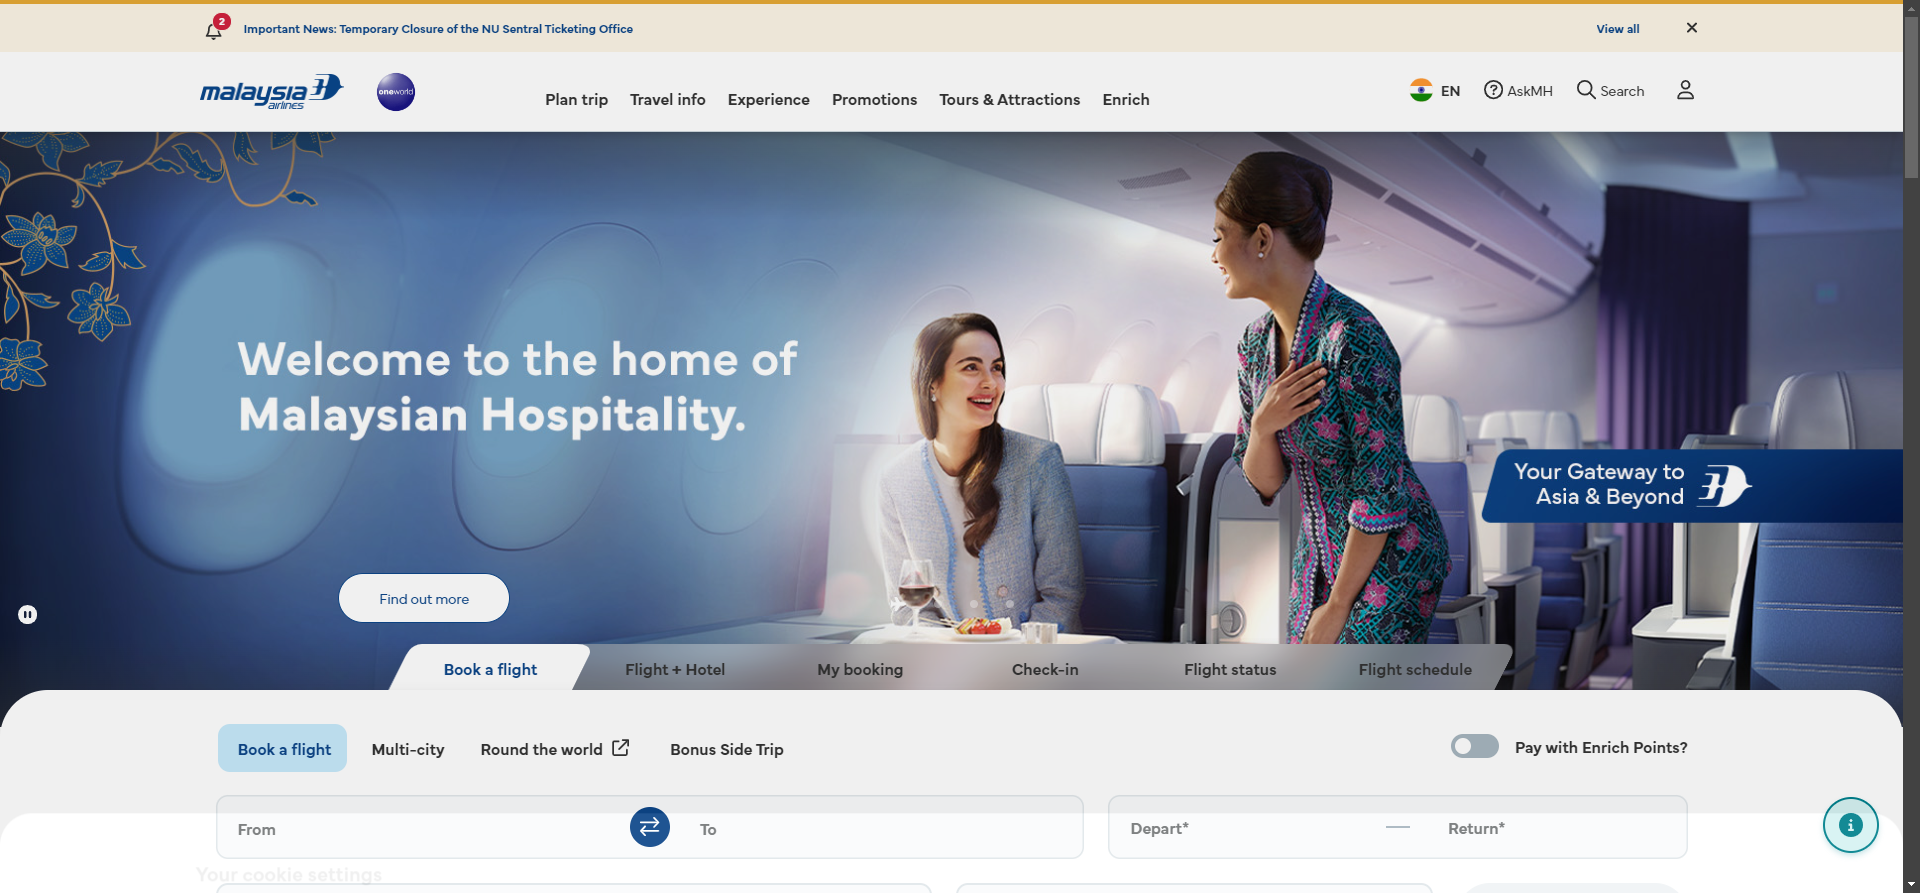 2
Important News: Temporary Closure of the NU Sentral Ticketing Office
View all
malaysia
airlines
oneworld
Plan trip
Travel info
Experience
Promotions
Tours & Attractions
Enrich
EN
AskMH
Search
Welcome to the home of
Malaysian Hospitality.
Your Gateway to
Asia & Beyond
Find out more
Book a flight
Flight + Hotel
My booking
Check-in
Flight status
Flight schedule
Book a flight
Multi-city
Round the world
Bonus Side Trip
Pay with Enrich Points?
From
To
Depart*
Return*
Your cookie settings